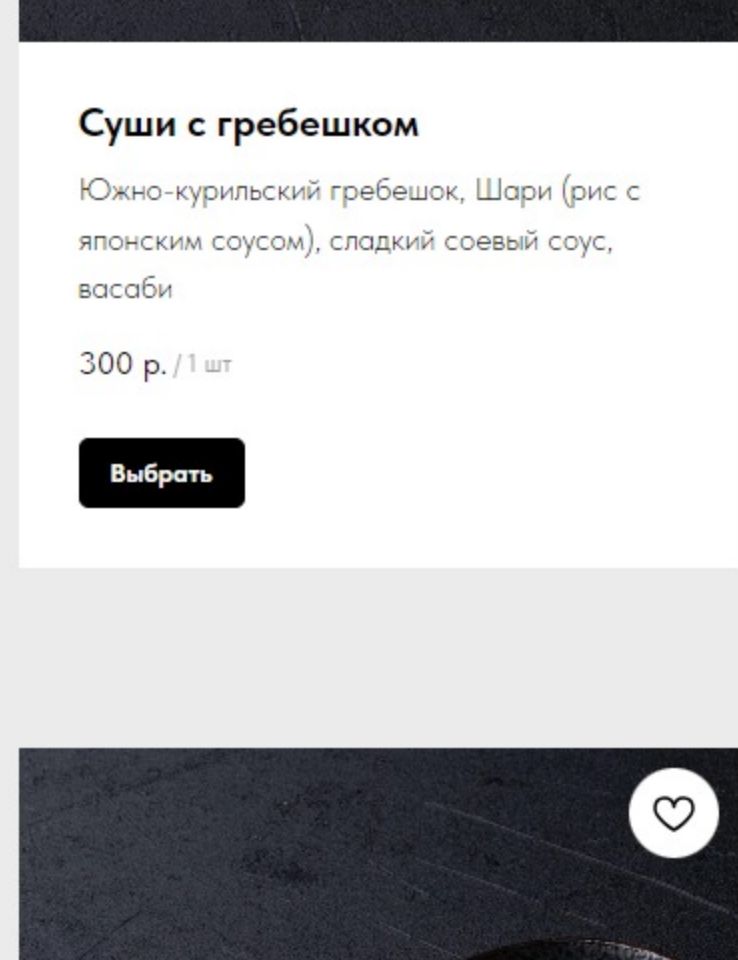 Суши с гребешком
Южно-курильский гребешок, Шари (рис с
японским соусом), сладкий соевый соус,
васаби
300 р. / 1 шт
Выбрать